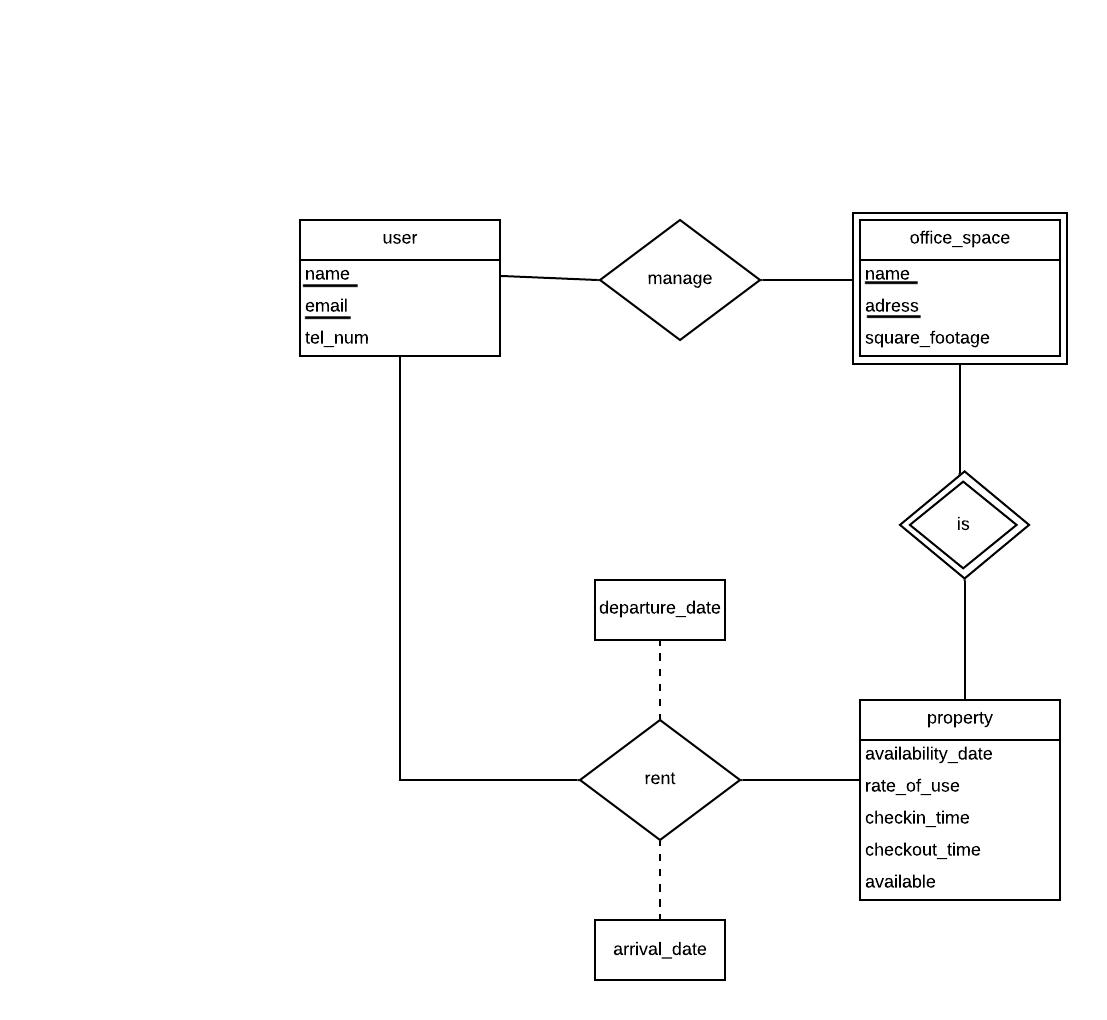 user
name
email
tel_num
manage
office_space
name
adress
square_footage
is
departure_date
rent
arrival_date
property
availability_date
rate_of_use
checkin_time
checkout_time
available